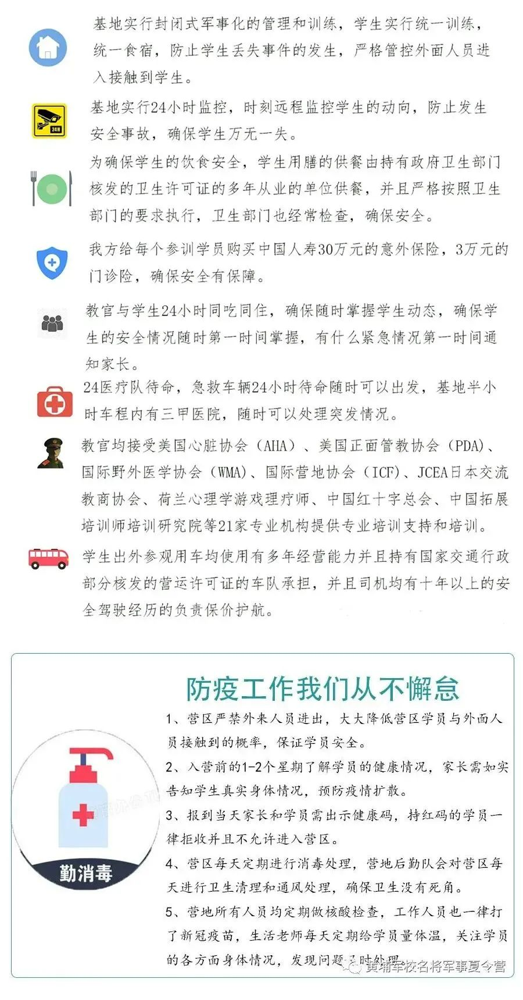 基地实行封闭式军事化的管理和训练，学生实行统一训练，
统一食宿，防止学生丢失事件的发生，严格管控外面人员进
入接触到学生。
基地实行24小时监控，时刻远程监控学生的动向，防止发生
安全事故，确保学生万无一失。
24H
为确保学生的饮食安全，学生用膳的供餐由持有政府卫生部门
核发的卫生许可证的多年从业的单位供餐，并且严格按照卫生
部门的要求执行，卫生部门也经常检查，确保安全。
我方给每个参训学员购买中国人寿30万元的意外保险，3万元的
门诊险，确保安全有保障。
教官与学生24小时同吃同住，确保随时掌握学生动态，确保学
生的安全情况随时第一时间掌握，有什么紧急情况第一时间通
知家长。
24医疗队待命，急救车辆24小时待命随时可以出发，基地半小
时车程内有三甲医院，随时可以处理突发情况。
教官均接受美国心脏协会（AHA）、美国正面管教协会（PDA)、
国际野外医学协会（WMA)、国际营地协会（ICF)、JCEA日本交流
教商协会、荷兰心理学游戏理疗师、中国红十字总会、中国拓展
培训师培训研究院等21家专业机构提供专业培训支持和培训。
学生出外参观用车均使用有多年经营能力并且持有国家交通行政
部分核发的营运许可证的车队承担，并且司机均有十年以上的安
全驾驶经历的负责保价护航。
防疫工作我们从不懈怠
1、营区严禁外来人员进出，大大降低营区学员与外面人
员接触到的概率，保证学员安全。
2、入营前的1-2个星期了解学员的健康情况，家长需如实
告知学生真实身体情况，预防疫情扩散。
3、报到当天家长和学员需出示健康码，持红码的学员一
律拒收并且不允许进入营区。
4、营区每天定期进行消毒处理，营地后勤队会对营区每
天进行卫生清理和通风处理，确保卫生没有死角。
5、营地所有人员均定期做核酸检查，工作人员也一律打
了新冠疫苗，生活老师每天定期给学员量体温，关注学员
的各方面身体情况，发现问题及时处理。
勤消毒
黄埔军校名将军事夏令营